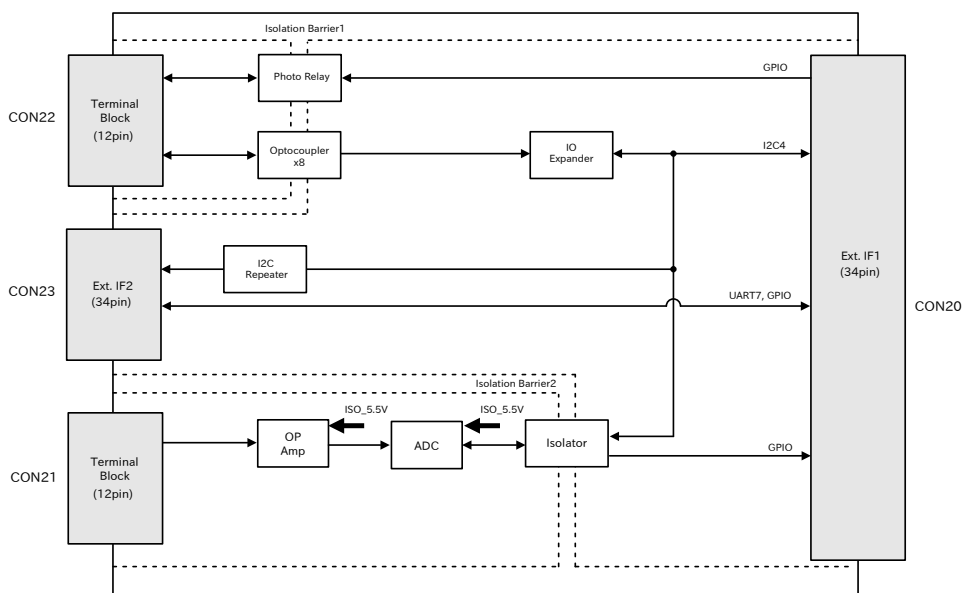 Isolation Barrier1
CON22
Terminal
Block
(12pin)
Photo Relay
GPIO
Optocoupler
x8
IO
Expander
I2C4
CON23
Ext. IF2
(34pin)
I2C
Repeater
UART7, GPIO
Ext. IF1
(34pin)
CON20
Isolation Barrier2
CON21
Terminal
Block
(12pin)
OP
Amp
ISO_5.5V
ADC
ISO_5.5V
Isolator
GPIO